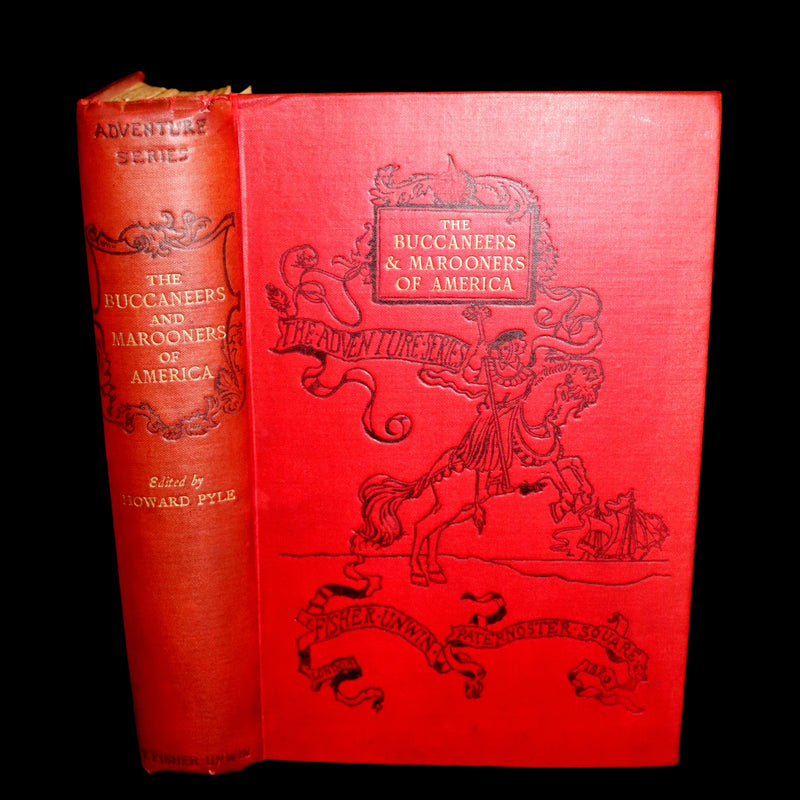 ADVENTURE
SERIES
THE
BUCCANEERS
AND
MAROONERS
OF
AMERICA
Edited by
HOWARD PYLE
T. FISHER UNWIN
THE
BUCCANEERS
& MAROONERS
OF AMERICA
THE·ADVENTURE·SERIES
FISHER·UNWIN·
PATERNOSTER·SQUARE
LONDON